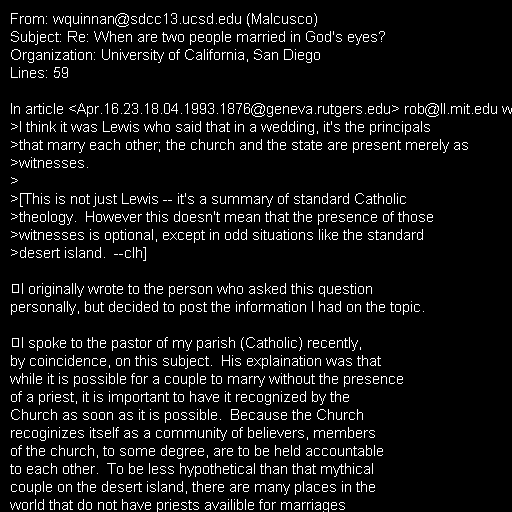 From: wquinnan@sdcc13.ucsd.edu (Malcusco)
Subject: Re: When are two people married in God's eyes?
Organization: University of California, San Diego
Lines: 59

In article <Apr.16.23.18.04.1993.1876@geneva.rutgers.edu> rob@ll.mit.edu w
>I think it was Lewis who said that in a wedding, it's the principals
>that marry each other; the church and the state are present merely as
>witnesses.
>
>[This is not just Lewis -- it's a summary of standard Catholic
>theology.  However this doesn't mean that the presence of those
>witnesses is optional, except in odd situations like the standard
>desert island.  --clh]

I originally wrote to the person who asked this question
personally, but decided to post the information I had on the topic.

I spoke to the pastor of my parish (Catholic) recently,
by coincidence, on this subject.  His explaination was that
while it is possible for a couple to marry without the presence
of a priest, it is important to have it recognized by the
Church as soon as it is possible.  Because the Church
recoginizes itself as a community of believers, members
of the church, to some degree, are to be held accountable
to each other.  To be less hypothetical than that mythical
couple on the desert island, there are many places in the
world that do not have priests availible for marriages